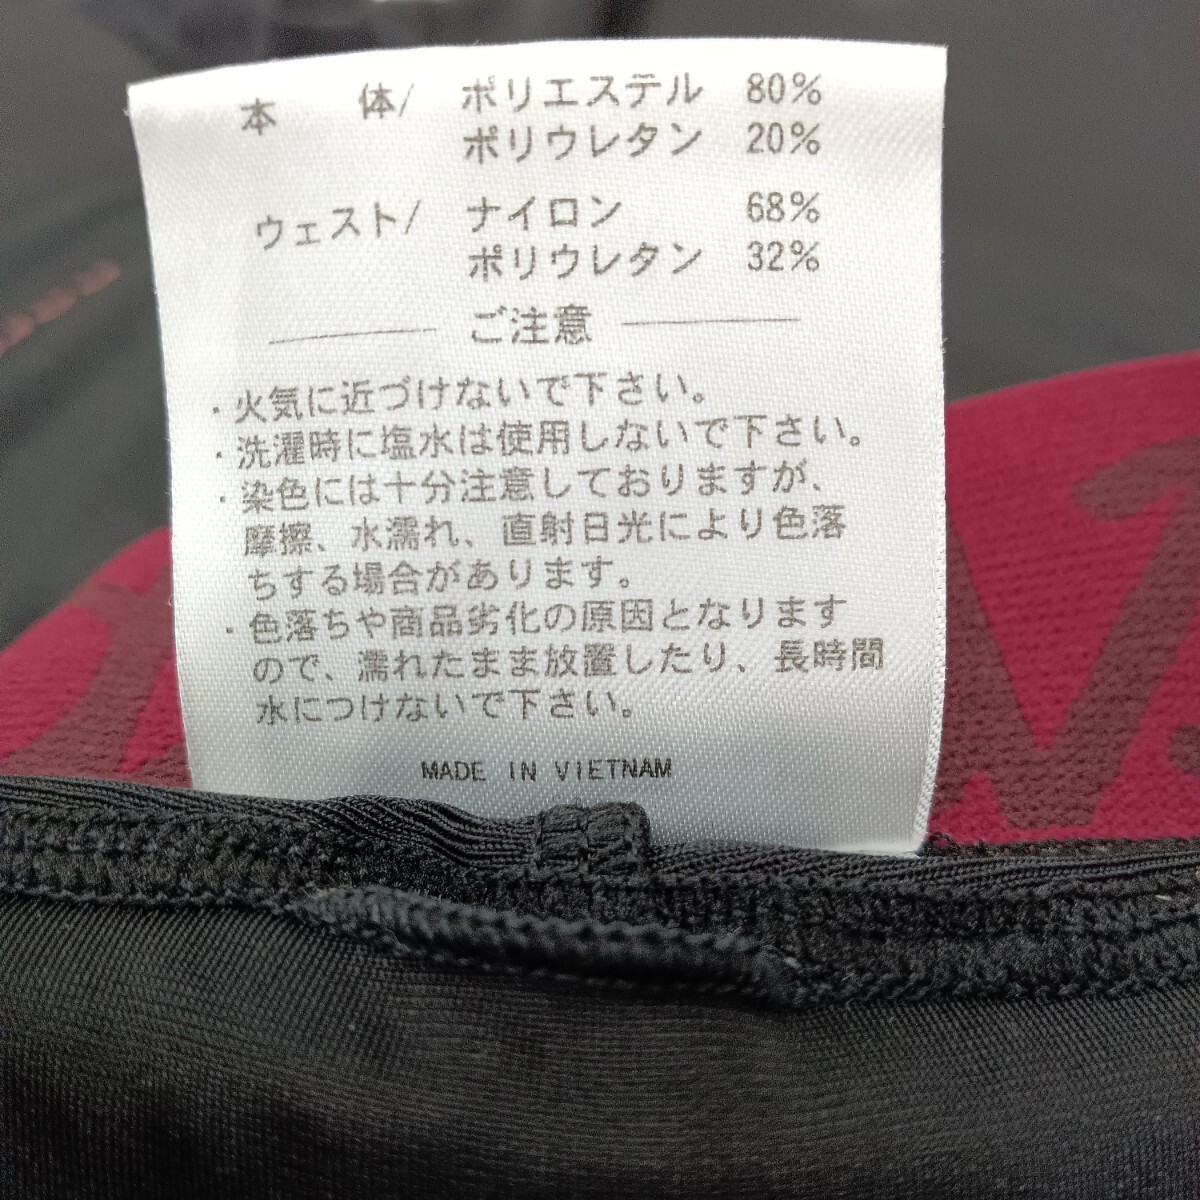 本 体/ ポリエステル 80%
ポリウレタン 20%
ウェスト/ ナイロン 68%
ポリウレタン 32%
ご注意
・火気に近づけないで下さい。
・洗濯時に塩水は使用しないで下さい。
・染色には十分注意しておりますが、
摩擦、水濡れ、直射日光により色落
ちする場合があります。
・色落ちや商品劣化の原因となります
ので、濡れたまま放置したり、長時間
水につけないで下さい。
MADE IN VIETNAM